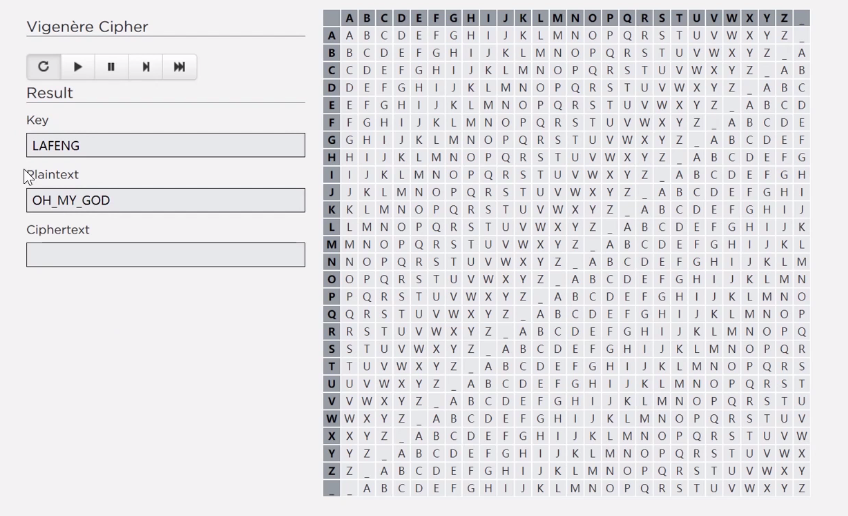 Vigenère Cipher
Result
Key
LAFENG
Plaintext
OH_MY_GOD
Ciphertext
A B C D E F G H I J K L M N O P Q R S T U V W X Y Z _
A A B C D E F G H I J K L M N O P Q R S T U V W X Y Z _
B B C D E F G H I J K L M N O P Q R S T U V W X Y Z _ A
C C D E F G H I J K L M N O P Q R S T U V W X Y Z _ A B
D D E F G H I J K L M N O P Q R S T U V W X Y Z _ A B C
E E F G H I J K L M N O P Q R S T U V W X Y Z _ A B C D
F F G H I J K L M N O P Q R S T U V W X Y Z _ A B C D E
G G H I J K L M N O P Q R S T U V W X Y Z _ A B C D E F
H H I J K L M N O P Q R S T U V W X Y Z _ A B C D E F G
I I J K L M N O P Q R S T U V W X Y Z _ A B C D E F G H
J J K L M N O P Q R S T U V W X Y Z _ A B C D E F G H I
K K L M N O P Q R S T U V W X Y Z _ A B C D E F G H I J
L L M N O P Q R S T U V W X Y Z _ A B C D E F G H I J K
M M N O P Q R S T U V W X Y Z _ A B C D E F G H I J K L
N N O P Q R S T U V W X Y Z _ A B C D E F G H I J K L M
O O P Q R S T U V W X Y Z _ A B C D E F G H I J K L M N
P P Q R S T U V W X Y Z _ A B C D E F G H I J K L M N O
Q Q R S T U V W X Y Z _ A B C D E F G H I J K L M N O P
R R S T U V W X Y Z _ A B C D E F G H I J K L M N O P Q
S S T U V W X Y Z _ A B C D E F G H I J K L M N O P Q R
T T U V W X Y Z _ A B C D E F G H I J K L M N O P Q R S
U U V W X Y Z _ A B C D E F G H I J K L M N O P Q R S T
V V W X Y Z _ A B C D E F G H I J K L M N O P Q R S T U
W W X Y Z _ A B C D E F G H I J K L M N O P Q R S T U V
X X Y Z _ A B C D E F G H I J K L M N O P Q R S T U V W
Y Y Z _ A B C D E F G H I J K L M N O P Q R S T U V W X
Z Z _ A B C D E F G H I J K L M N O P Q R S T U V W X Y
_ _ A B C D E F G H I J K L M N O P Q R S T U V W X Y Z